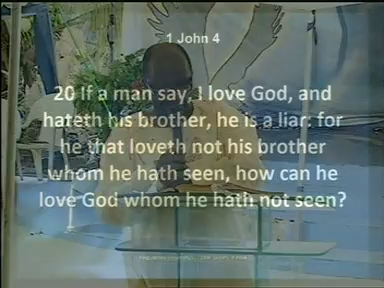 1 John 4
20 If a man say, I love God, and
hateth his brother, he is a liar: for
he that loveth not his brother
whom he hath seen, how can he
love God whom he hath not seen?